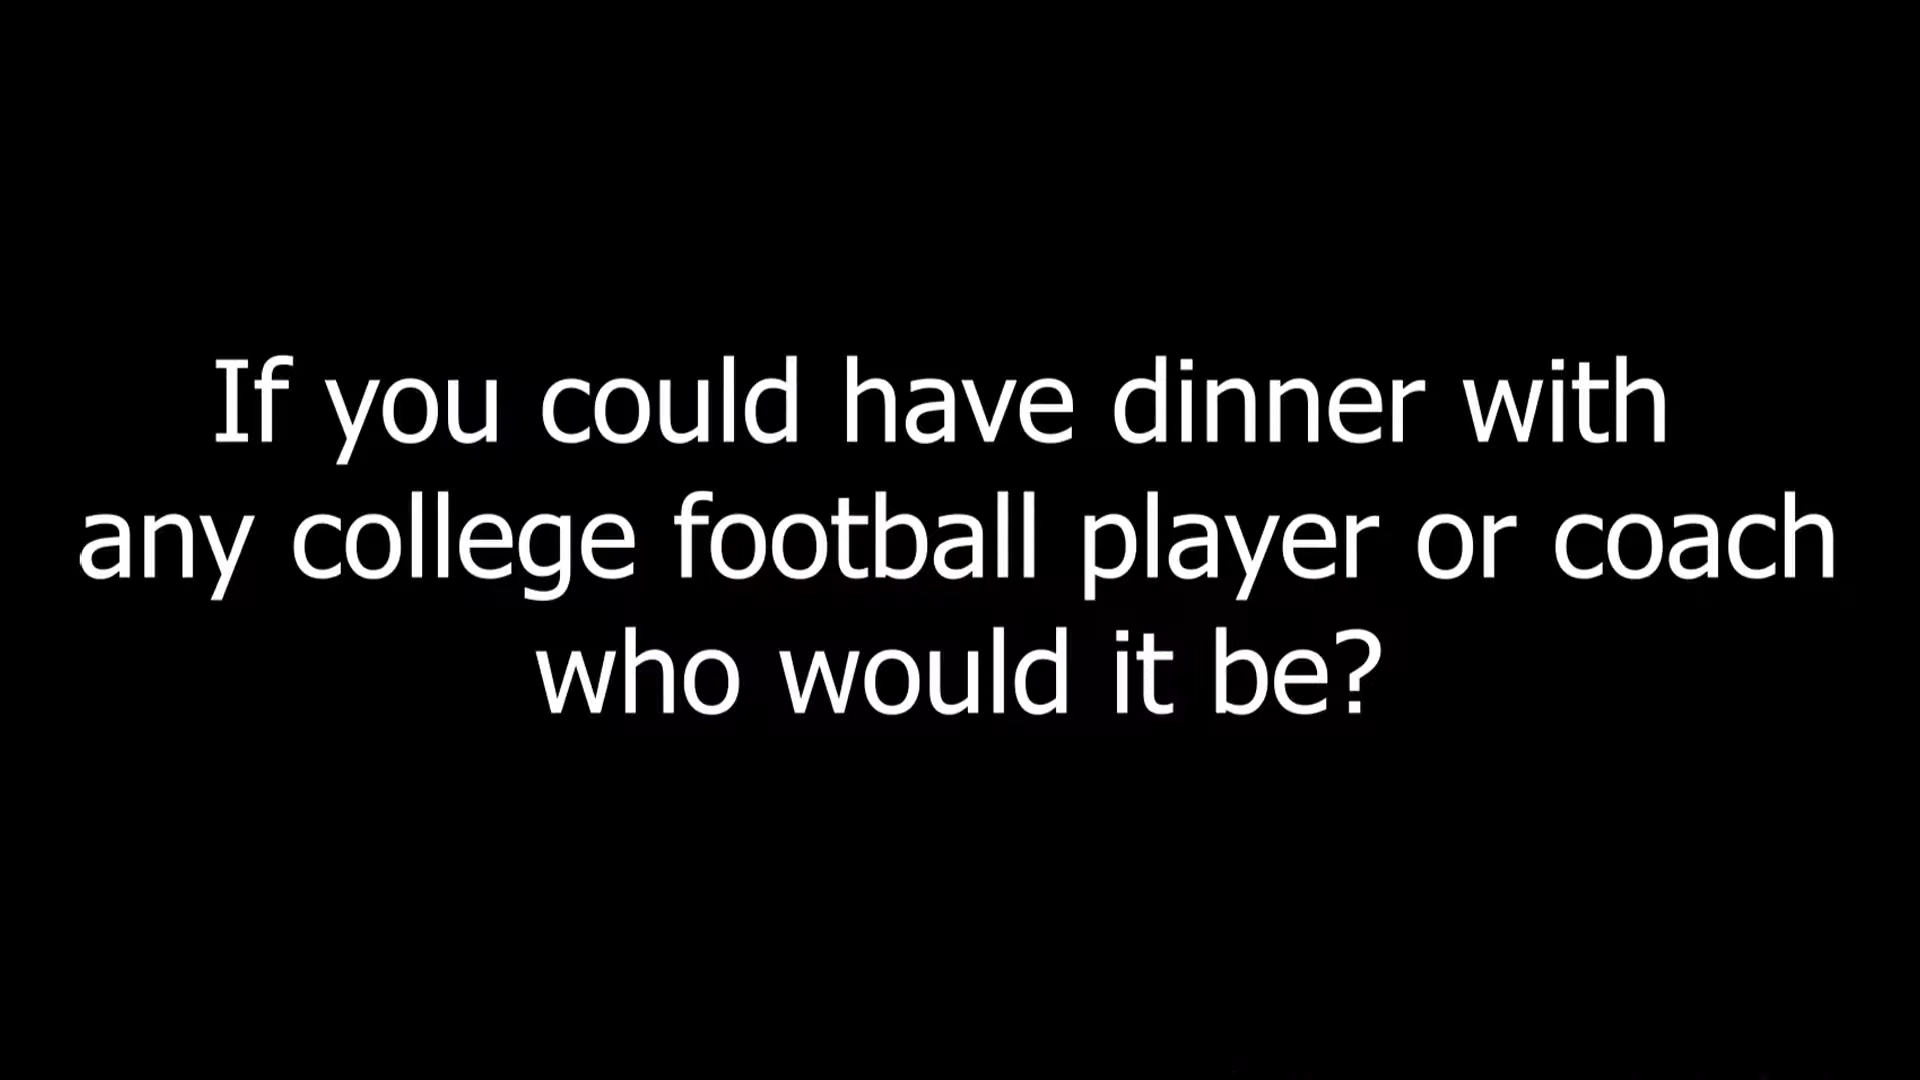 If you could have dinner with
any college football player or coach
who would it be?